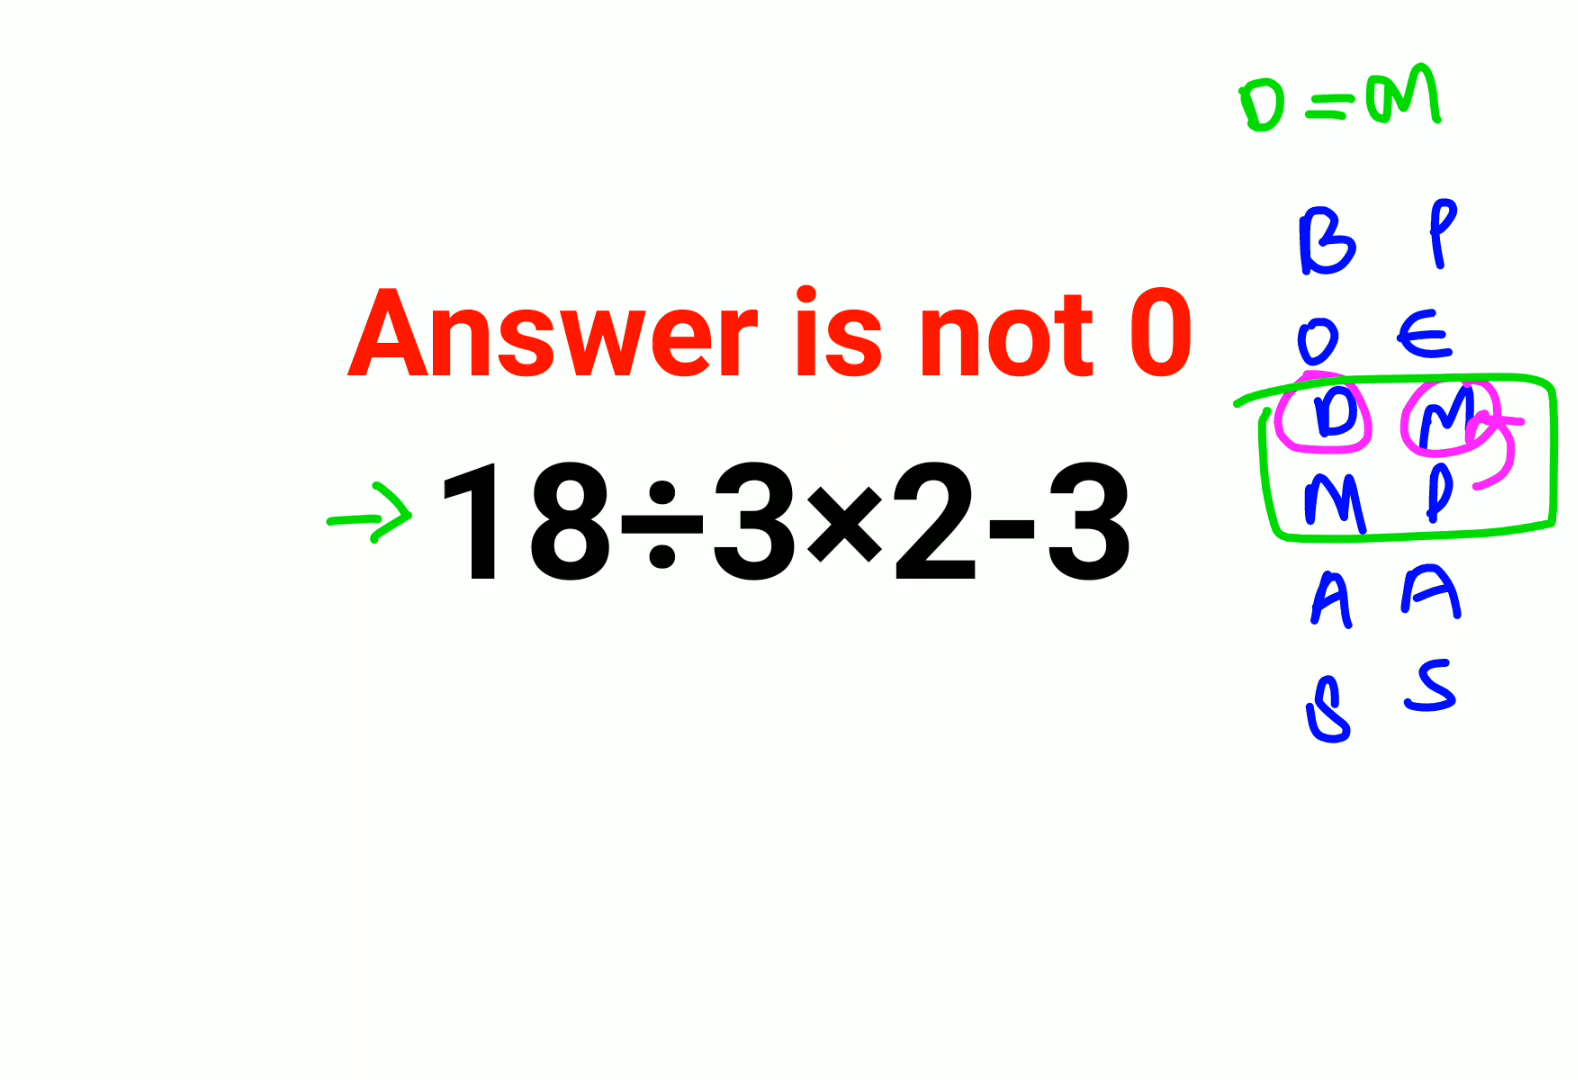 D = M
B P
O E
Answer is not 0
D M
18÷3×2-3
M P
A A
S S